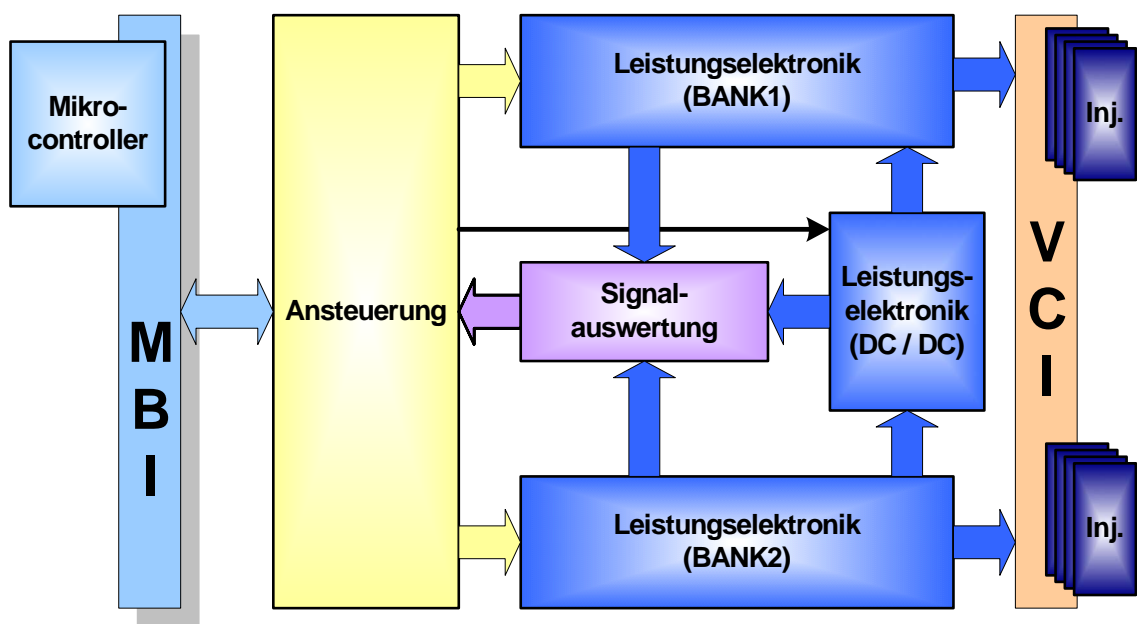 Mikro-
controller
M
B
I
Ansteuerung
Leistungselektronik
(BANK1)
Signal-
auswertung
Leistungs-
elektronik
(DC / DC)
Leistungselektronik
(BANK2)
V
C
I
Inj.
Inj.